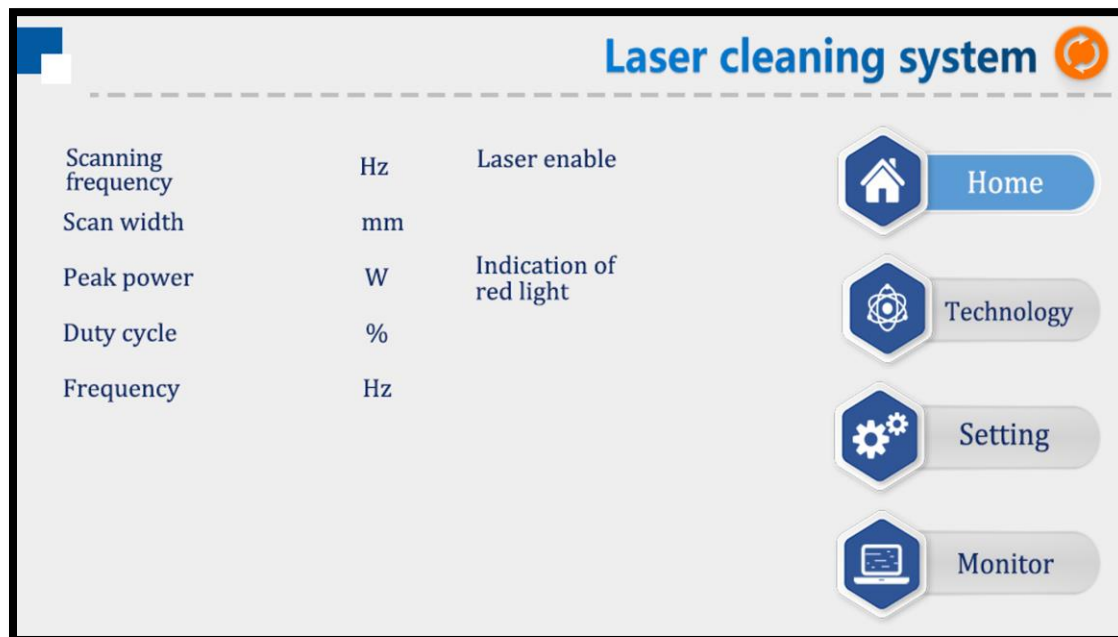 Laser cleaning system
Scanning
frequency
Hz
Laser enable
Scan width
mm
Peak power
W
Indication of
red light
Duty cycle
%
Frequency
Hz
Home
Technology
Setting
Monitor